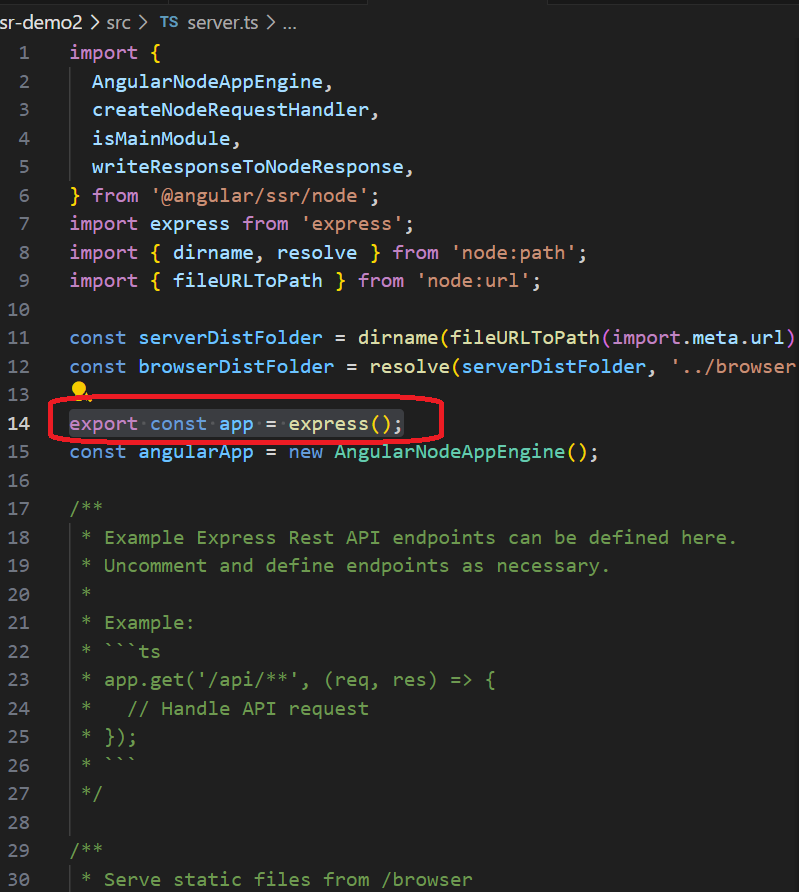 sr-demo2 > src > TS server.ts > ...
1 import {
2 AngularNodeAppEngine,
3 createNodeRequestHandler,
4 isMainModule,
5 writeResponseToNodeResponse,
6 } from '@angular/ssr/node';
7 import express from 'express';
8 import { dirname, resolve } from 'node:path';
9 import { fileURLToPath } from 'node:url';
10
11 const serverDistFolder = dirname(fileURLToPath(import.meta.url)
12 const browserDistFolder = resolve(serverDistFolder, '../browser
13
14 export const app = express();
15 const angularApp = new AngularNodeAppEngine();
16
17 /**
18 * Example Express Rest API endpoints can be defined here.
19 * Uncomment and define endpoints as necessary.
20 *
21 * Example:
22 * ```ts
23 * app.get('/api/**', (req, res) => {
24 * // Handle API request
25 * });
26 * ```
27 */
28
29 /**
30 * Serve static files from /browser